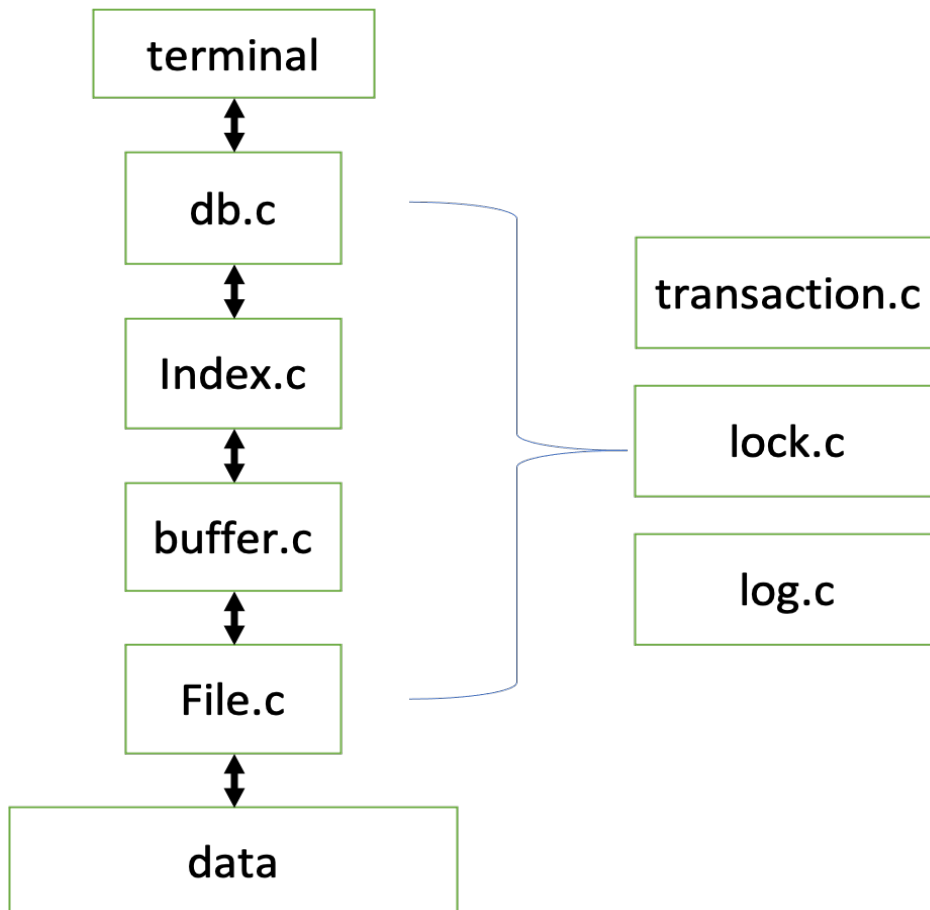 terminal
db.c
Index.c
buffer.c
File.c
data
transaction.c
lock.c
log.c